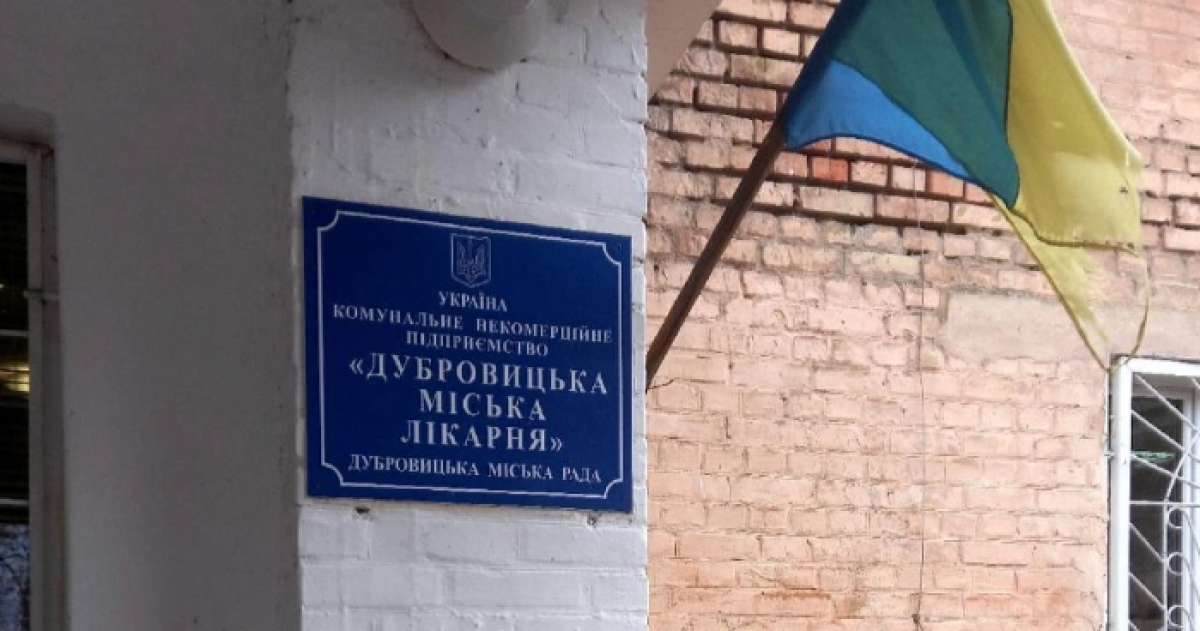 УКРАЇНА
КОМУНАЛЬНЕ НЕКОМЕРЦІЙНЕ
ПІДПРИЄМСТВО
«ДУБРОВИЦЬКА
МІСЬКА
ЛІКАРНЯ»
ДУБРОВИЦЬКА МІСЬКА РАДА